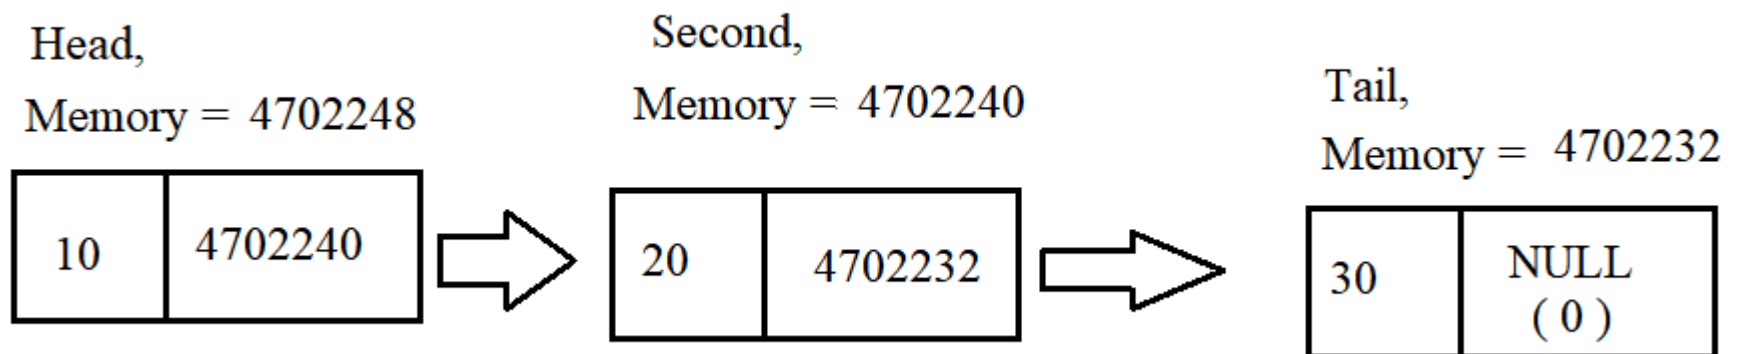 Head,
Memory = 4702248
10
4702240
Second,
Memory = 4702240
20
4702232
Tail,
Memory = 4702232
30
NULL
( 0 )